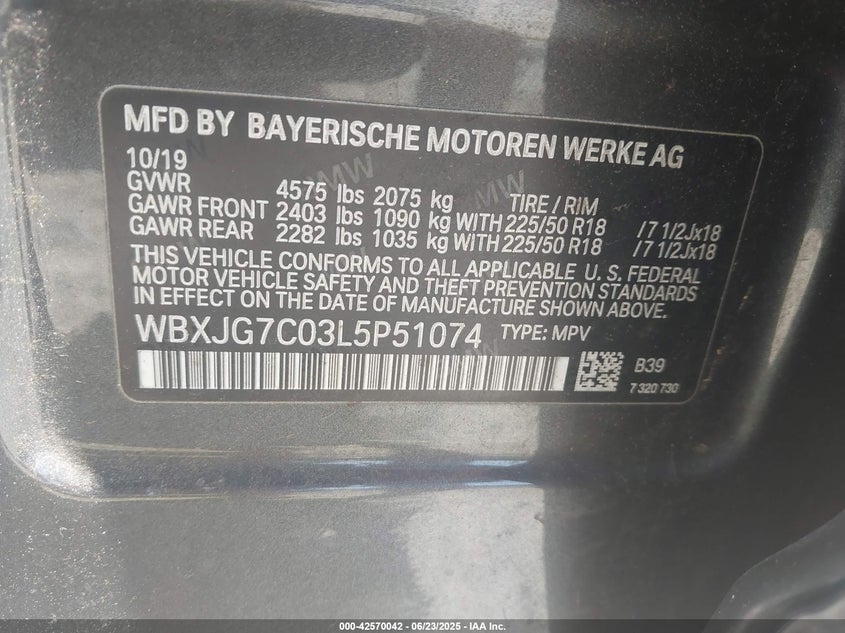 MFD BY BAYERISCHE MOTOREN WERKE AG
10/19
GVWR 4575 lbs 2075 kg TIRE / RIM
GAWR FRONT 2403 lbs 1090 kg WITH 225/50 R18 /7 1/2Jx18
GAWR REAR 2282 lbs 1035 kg WITH 225/50 R18 /7 1/2Jx18
THIS VEHICLE CONFORMS TO ALL APPLICABLE U. S. FEDERAL
MOTOR VEHICLE SAFETY AND THEFT PREVENTION STANDARDS
IN EFFECT ON THE DATE OF MANUFACTURE SHOWN ABOVE.
WBXJG7C03L5P51074 TYPE: MPV
B39
7 320 730
000-42570042 - 06/23/2025 - IAA Inc.